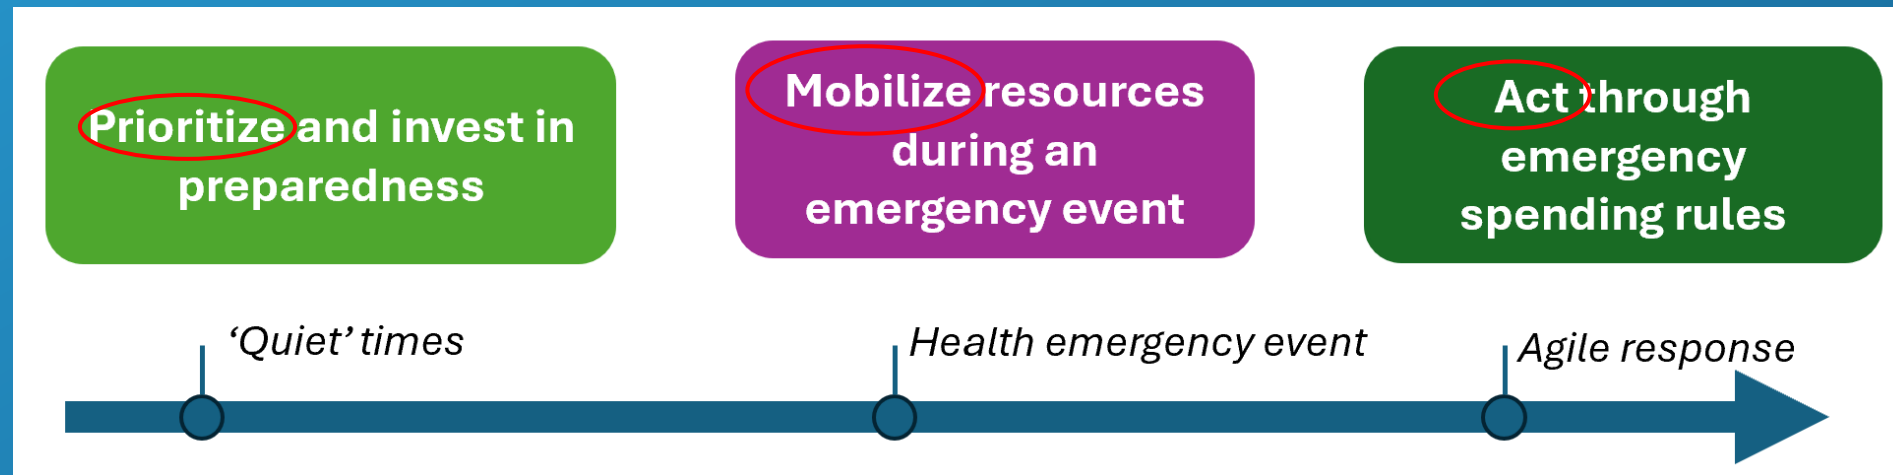 Prioritize and invest in
preparedness
Mobilize resources
during an
emergency event
Act through
emergency
spending rules
‘Quiet’ times
Health emergency event
Agile response